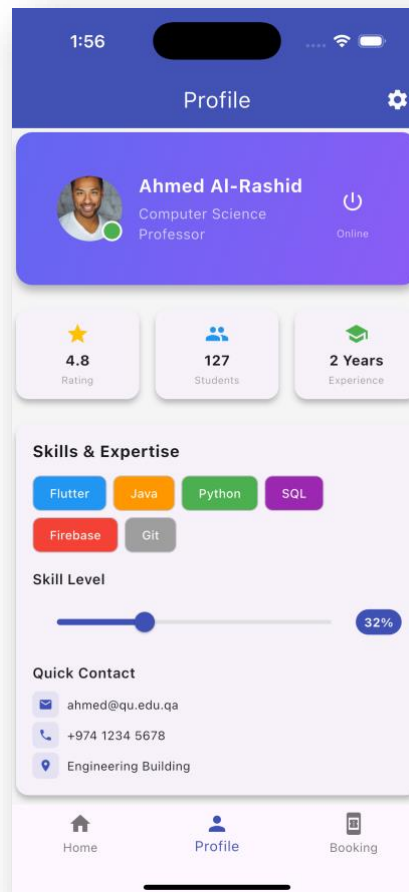 1:56
Profile
Ahmed Al-Rashid
Computer Science
Professor
Online
4.8
Rating
127
Students
2 Years
Experience
Skills & Expertise
Flutter Java Python SQL
Firebase Git
Skill Level
32%
Quick Contact
ahmed@qu.edu.qa
+974 1234 5678
Engineering Building
Home Profile Booking